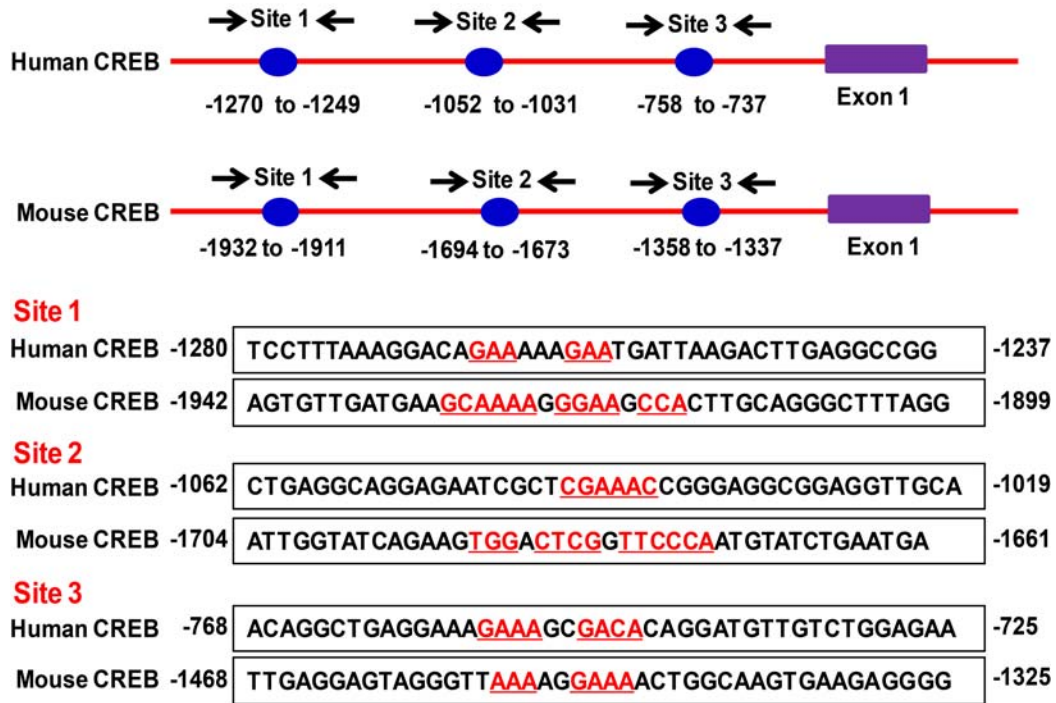 Site 1 Site 2 Site 3
Human CREB
-1270 to -1249 -1052 -1031 -758 to -737 Exon 1
Site 1 Site 2 Site 3
Mouse CREB
-1932 to -1911 -1694 to -1673 -1358 to -1337 Exon 1
Site 1
Human CREB -1280 TCCTTTAAAGGACAGAAAAAGAATGATTAAGACTTGAGGCCGG -1237
Mouse CREB -1942 AGTGTTGATGAAGCAAAAGGGAAGCCACTTGCAGGGCTTTAGG -1899
Site 2
Human CREB -1062 CTGAGGCAGGAGAATCGCTCGAAACCGGGAGGCGGAGGTTGCA -1019
Mouse CREB -1704 ATTGGTATCAGAAGTGGACTCGGTTCCCAATGTATCTGAATGA -1661
Site 3
Human CREB -768 ACAGGCTGAGGAAAGAAAGCGACACAGGATGTTGTCTGGAGAA -725
Mouse CREB -1468 TTGAGGAGTAGGGTTAAAAGGAAAACTGGCAAGTGAAGAGGGG -1325